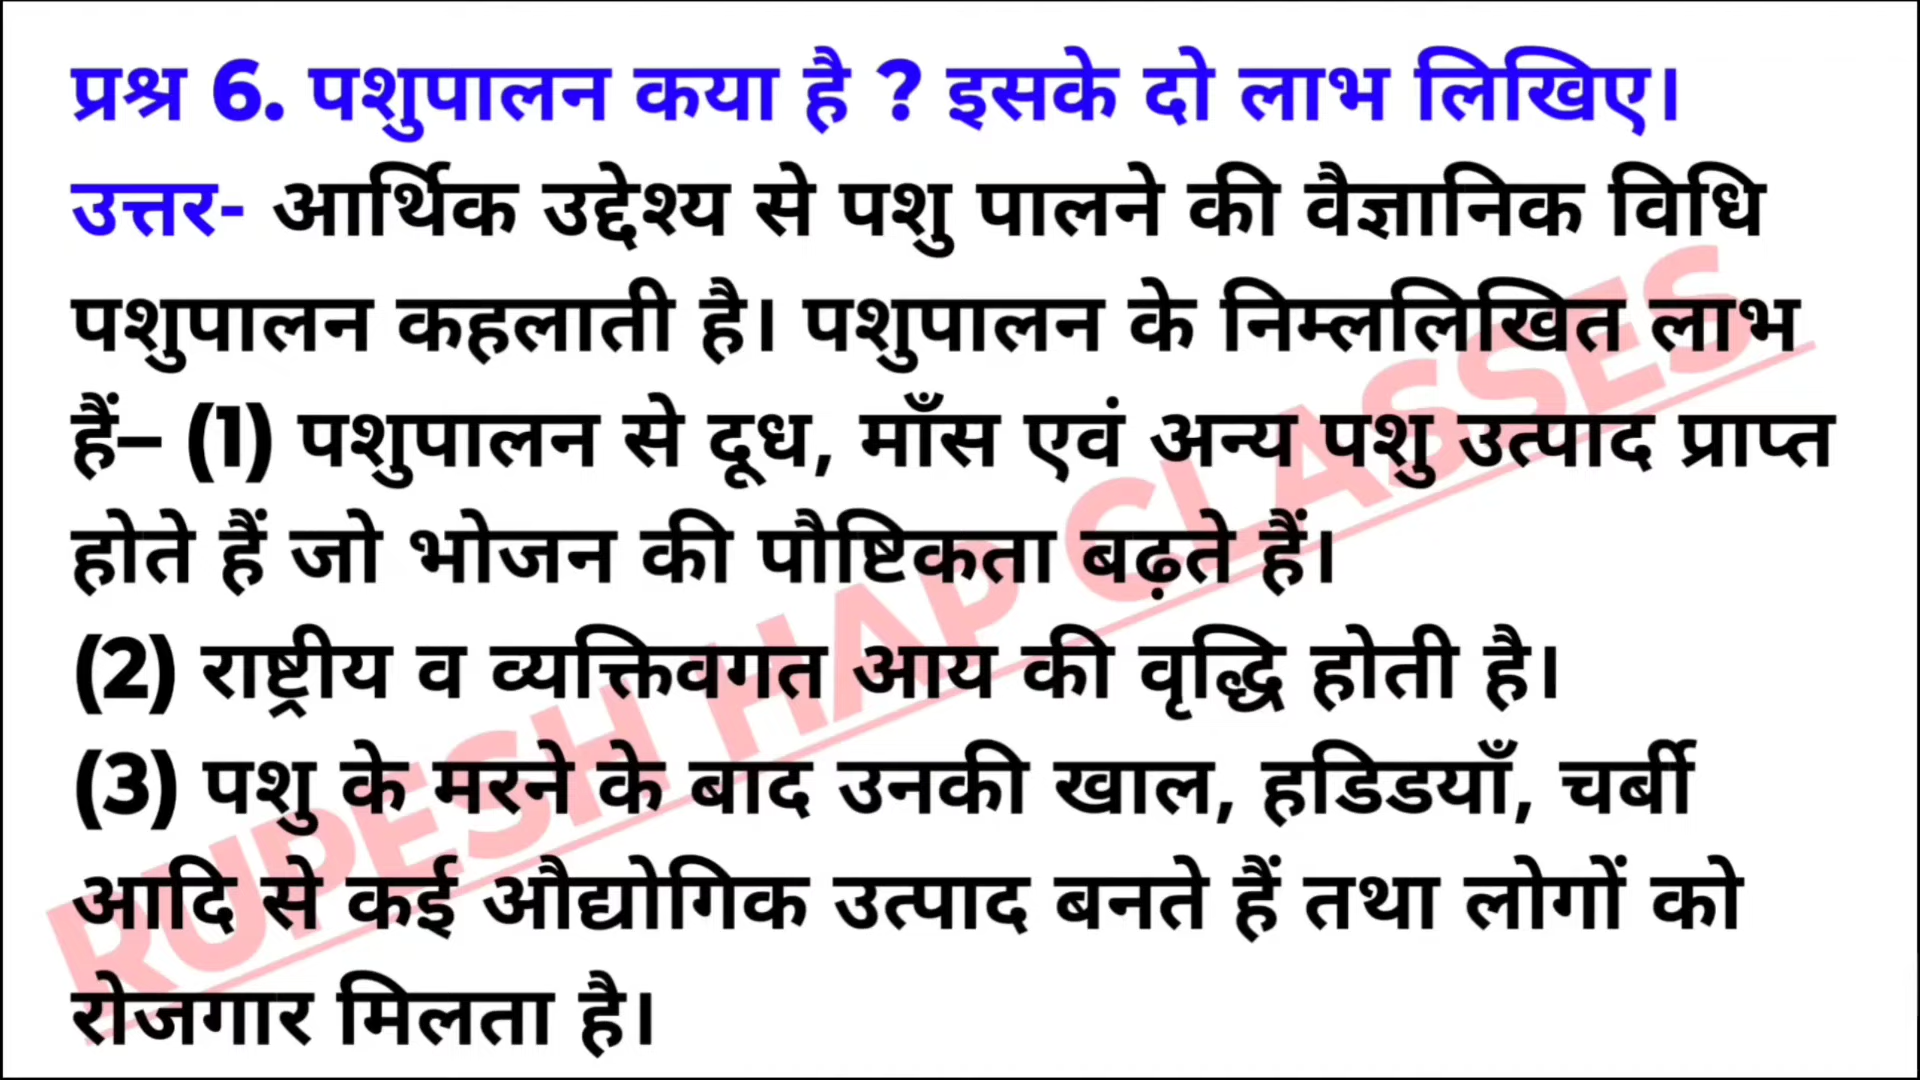 प्रश्र 6. पशुपालन कया है ? इसके दो लाभ लिखिए।
उत्तर- आर्थिक उद्देश्य से पशु पालने की वैज्ञानिक विधि
पशुपालन कहलाती है। पशुपालन के निम्ललिखित लाभ
हैं– (1) पशुपालन से दूध, माँस एवं अन्य पशु उत्पाद प्राप्त
होते हैं जो भोजन की पौष्टिकता बढ़ते हैं।
(2) राष्ट्रीय व व्यक्तिवगत आय की वृद्धि होती है।
(3) पशु के मरने के बाद उनकी खाल, हडिडयाँ, चर्बी
आदि से कई औद्योगिक उत्पाद बनते हैं तथा लोगों को
रोजगार मिलता है।
RUPESH HAP CLASSES